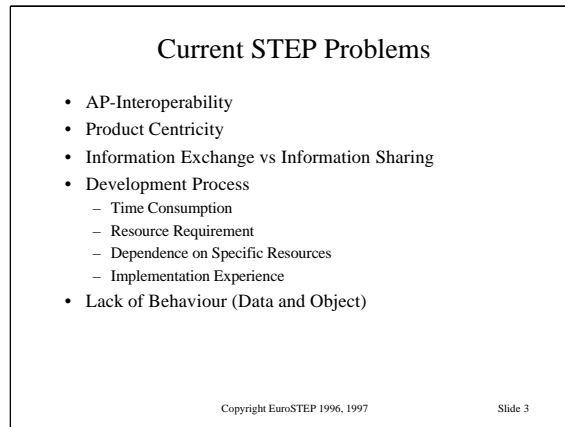 Current STEP Problems
• AP-Interoperability
• Product Centricity
• Information Exchange vs Information Sharing
• Development Process
– Time Consumption
– Resource Requirement
– Dependence on Specific Resources
– Implementation Experience
• Lack of Behaviour (Data and Object)
Copyright EuroSTEP 1996, 1997 Slide 3